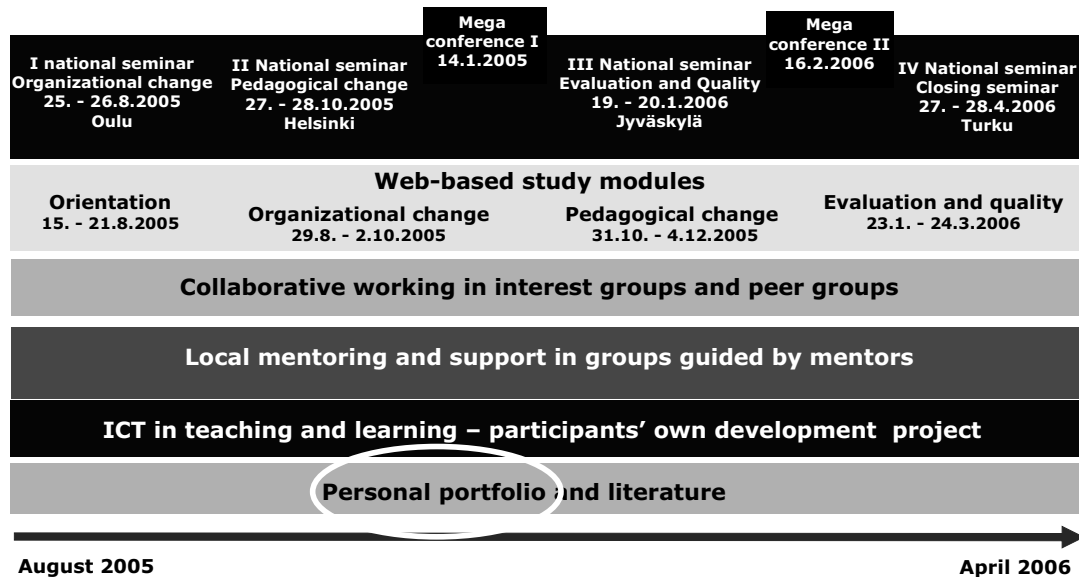 I national seminar
Organizational change
25. - 26.8.2005
Oulu
II National seminar
Pedagogical change
27. - 28.10.2005
Helsinki
Mega
conference I
14.1.2005
III National seminar
Evaluation and Quality
19. - 20.1.2006
Jyväskylä
Mega
conference II
16.2.2006
IV National seminar
Closing seminar
27. - 28.4.2006
Turku
Web-based study modules
Orientation
15. - 21.8.2005
Organizational change
29.8. - 2.10.2005
Pedagogical change
31.10. - 4.12.2005
Evaluation and quality
23.1. - 24.3.2006
Collaborative working in interest groups and peer groups
Local mentoring and support in groups guided by mentors
ICT in teaching and learning – participants’ own development project
Personal portfolio and literature
August 2005
April 2006